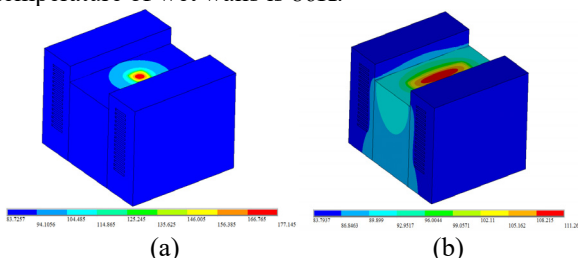 temperature of wet walls is
83.7257 104.485 125.245 146.005 166.765
94.1056 114.865 135.625 156.385 177.145
83.7937 89.899 96.0044 102.11 108.215
86.8463 92.9517 99.0571 105.162 111.26
(a) (b)